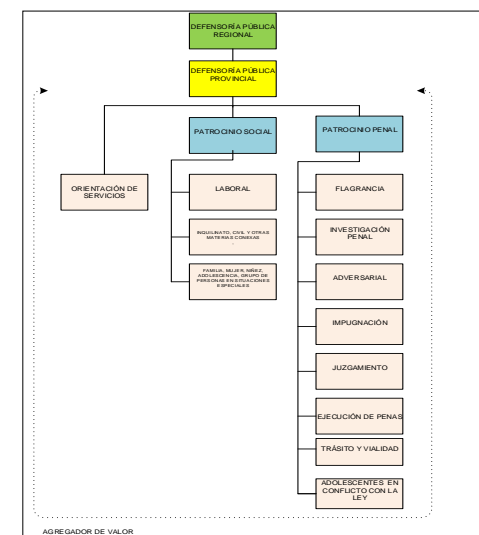 DEFENSORÍA PÚBLICA
REGIONAL
DEFENSORÍA PÚBLICA
PROVINCIAL
PATROCINIO SOCIAL
PATROCINIO PENAL
ORIENTACIÓN DE
SERVICIOS
LABORAL
INQUILINATO, CIVIL Y OTRAS
MATERIAS CONEXAS
.
FAMILIA, MUJER, NIÑEZ,
ADOLESCENCIA, GRUPO DE
PERSONAS EN SITUACIONES
ESPECIALES
FLAGRANCIA
INVESTIGACIÓN
PENAL
ADVERSARIAL
IMPUGNACIÓN
JUZGAMIENTO
EJECUCIÓN DE PENAS
TRÁSITO Y VIALIDAD
ADOLESCENTES EN
CONFLICTO CON LA
LEY
AGREGADOR DE VALOR